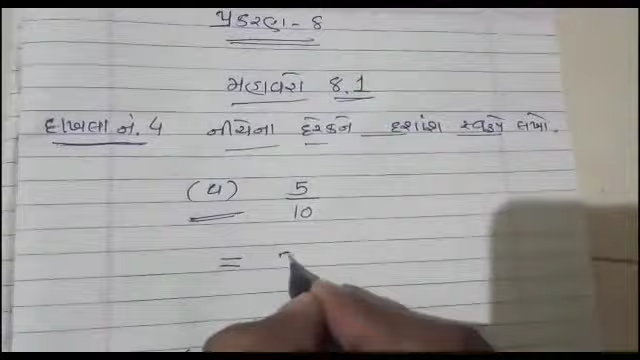 પ્રકરણ - 8
મહાવરો 8.1
દાખલા નં. 4 નીચેના દરેકને દશાંશ સ્વરૂપે લખો.
(a) 5/10
=